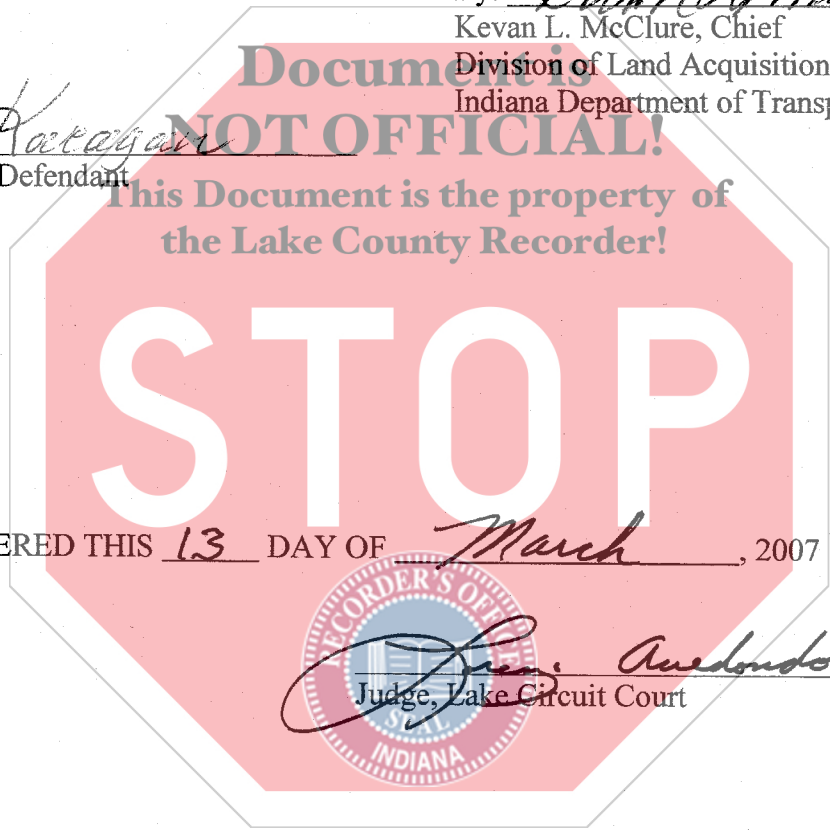 Kevan L. McClure, Chief
Document is
Division of Land Acquisition
Indiana Department of Transp
Karagan
NOT OFFICIAL!
Defendant
This Document is the property of
the Lake County Recorder!
STOP
ERED THIS 13 DAY OF March, 2007
RECORDER'S OFFICE
Arredondo
Judge, Lake Circuit Court
SEAL
INDIANA